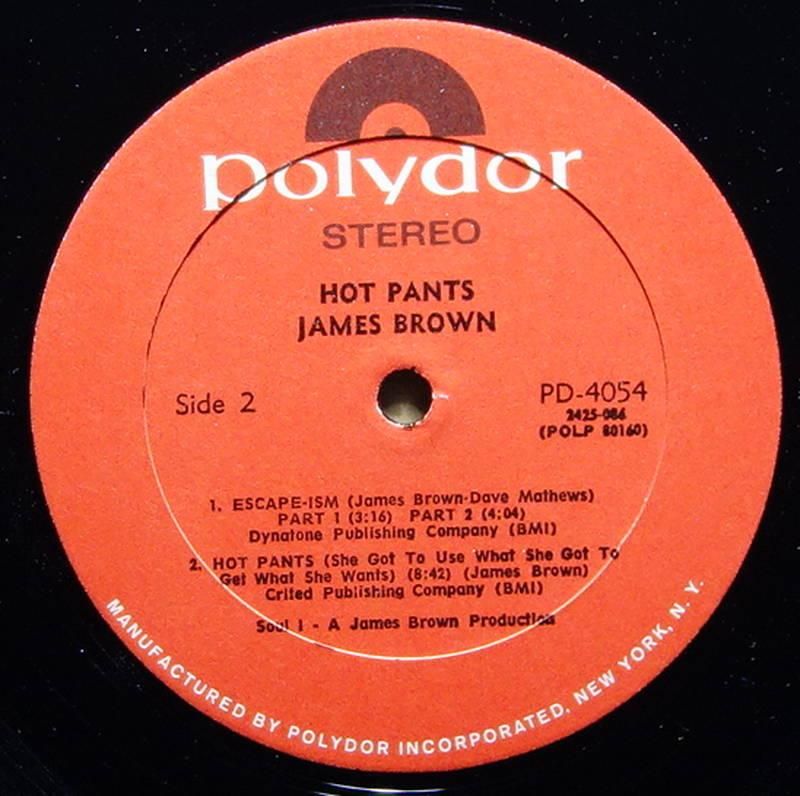 polydor
STEREO
HOT PANTS
JAMES BROWN
Side 2
PD-4054
2425-086
(POLP 80160)
1. ESCAPE-ISM (James Brown-Dave Mathews)
PART 1 (3:16) PART 2 (4:04)
Dynatone Publishing Company (BMI)
2. HOT PANTS (She Got To Use What She Got To
Get What She Wants) (8:42) (James Brown)
Crited Publishing Company (BMI)
Soul 1 - A James Brown Production
MANUFACTURED BY POLYDOR INCORPORATED, NEW YORK, N.Y.